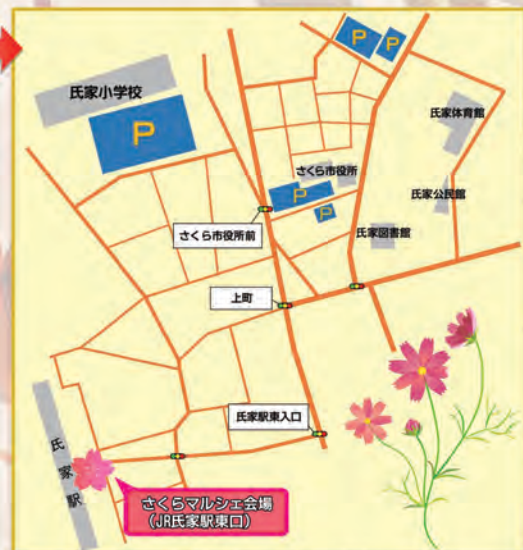 P
P
氏家小学校
P
氏家体育館
さくら市役所
P
氏家公民館
P
さくら市役所前
氏家図書館
上町
氏家駅東入口
氏家駅
さくらマルシェ会場
(JR氏家駅東口)